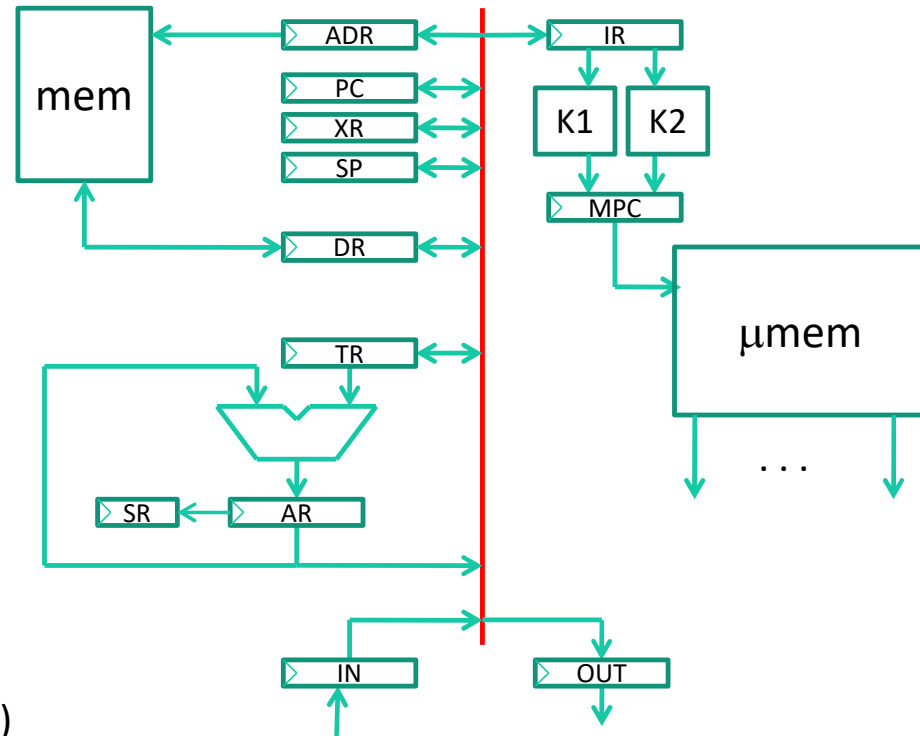 ADR
IR
mem
PC
K1
K2
XR
SP
MPC
DR
μmem
TR
. . .
SR
AR
IN
OUT
)